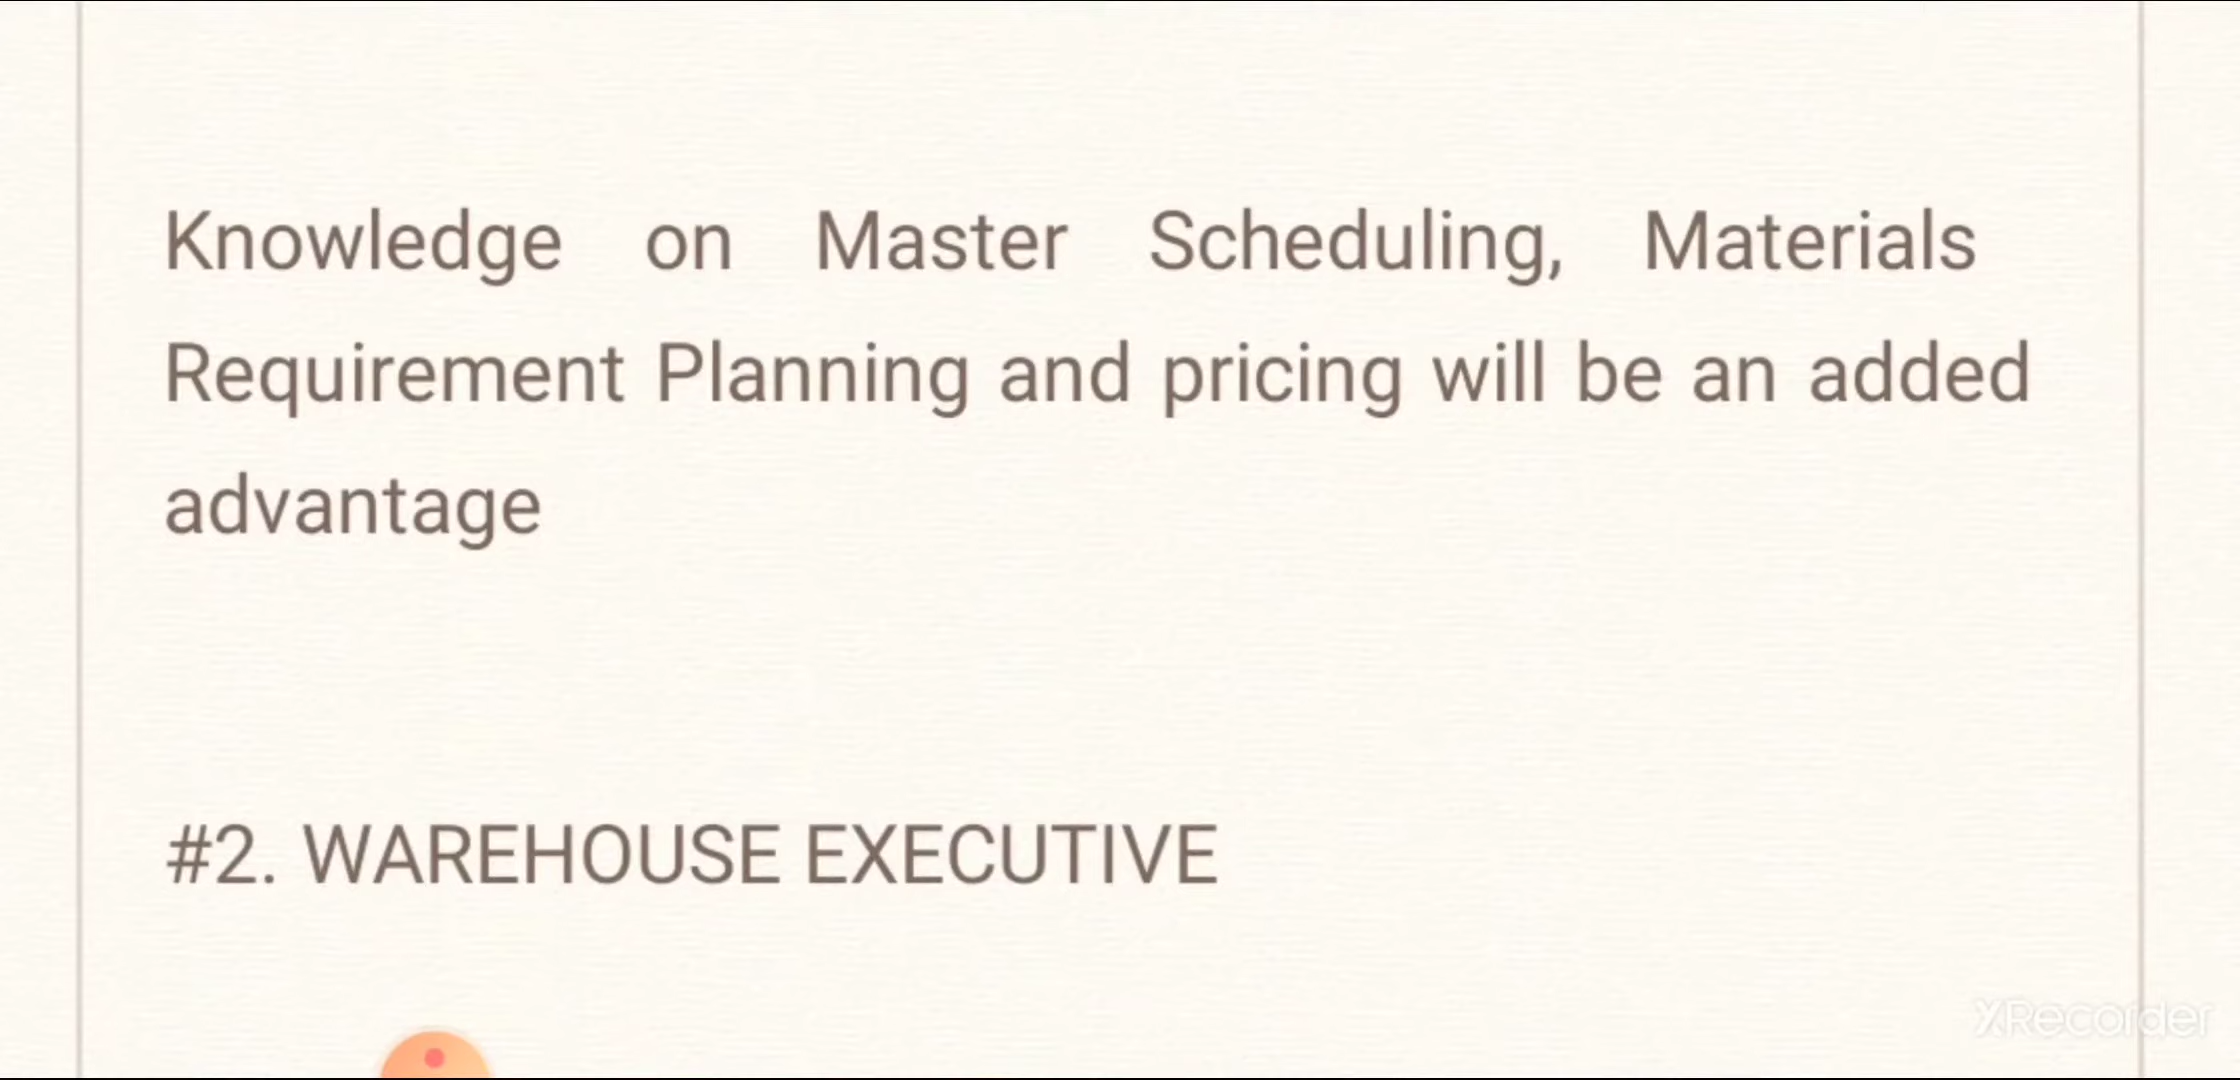 Knowledge on Master Scheduling, Materials
Requirement Planning and pricing will be an added
advantage
#2. WAREHOUSE EXECUTIVE
XRecorder